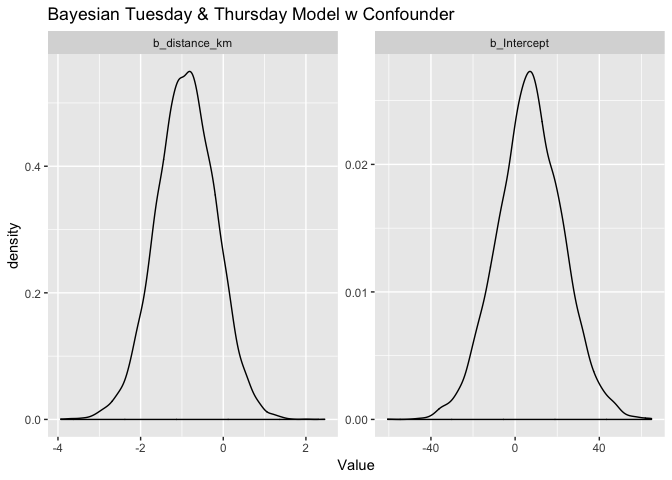 Bayesian Tuesday & Thursday Model w Confounder
b_distance_km b_Intercept
density
0.4
0.2
0.0
-4 -2 0 2
0.02
0.01
0.00
-40 0 40
Value